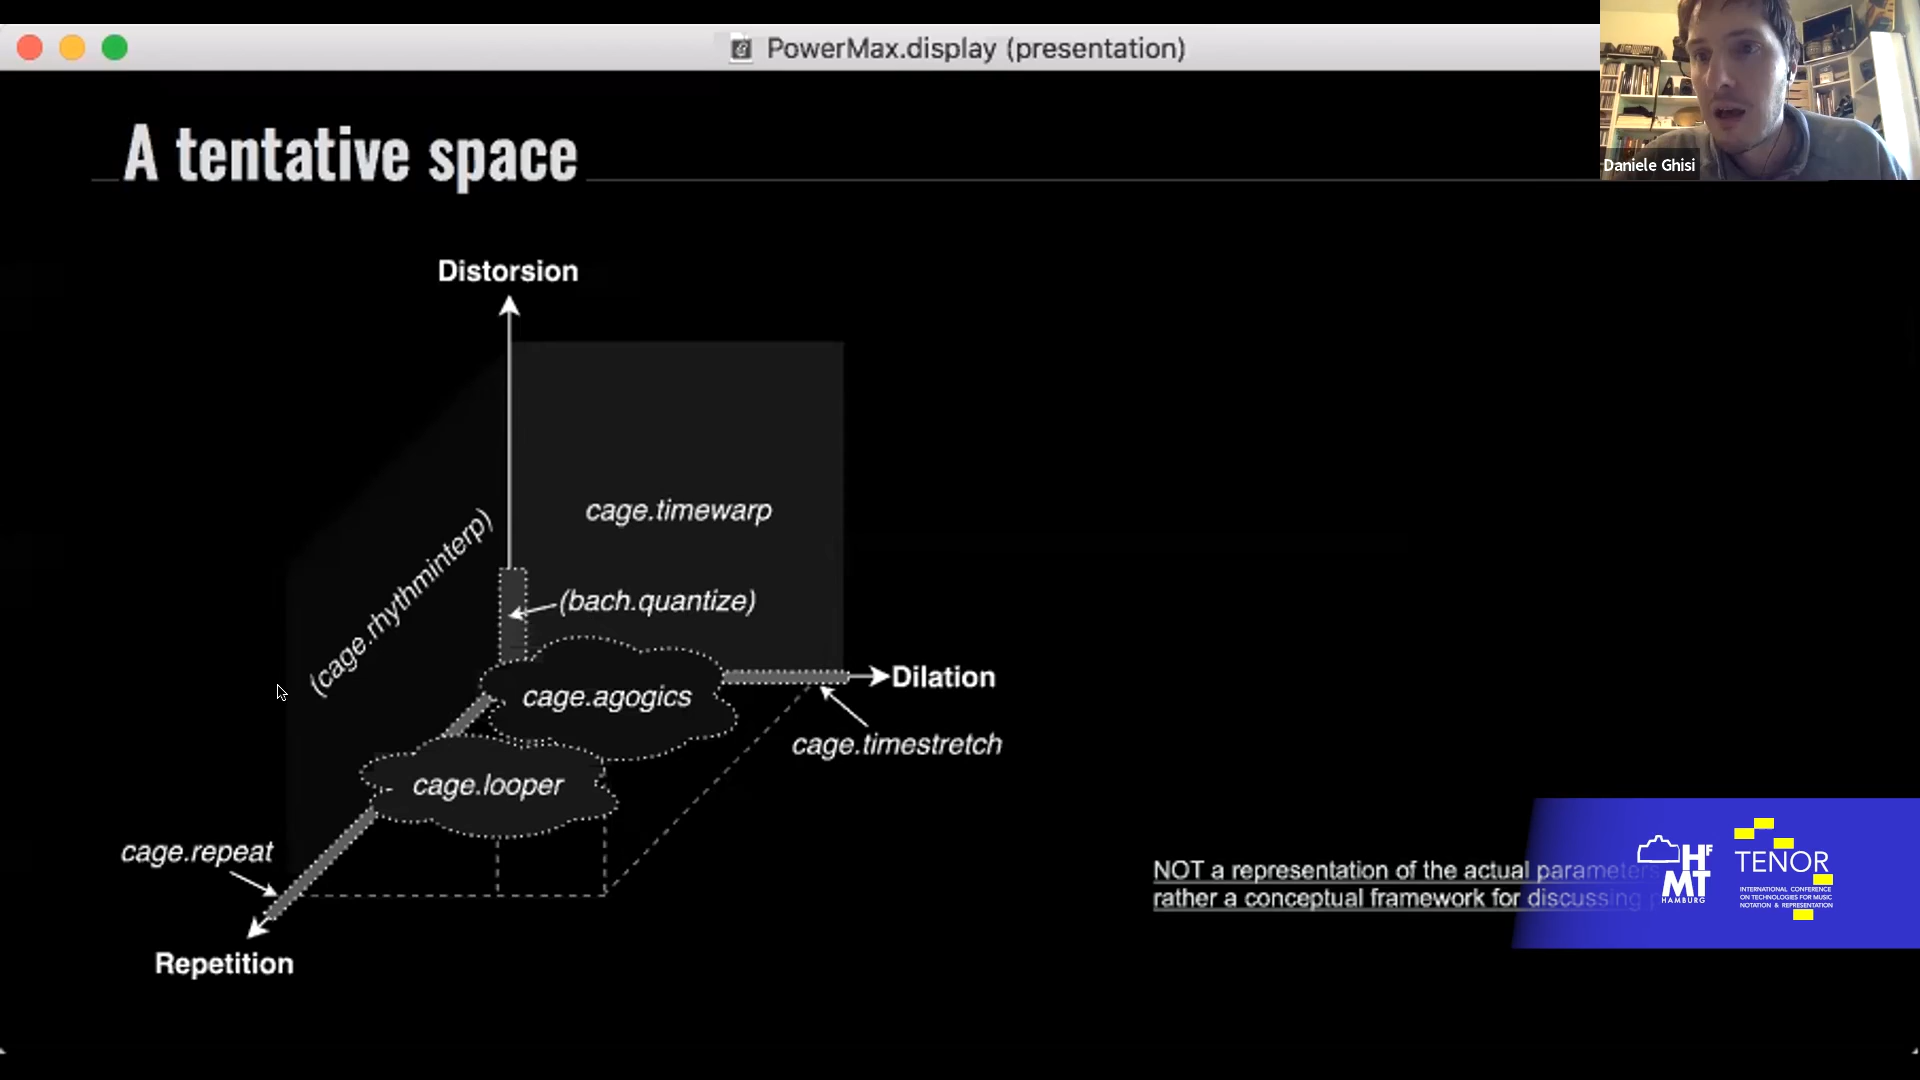 PowerMax.display (presentation)
Daniele Ghisi
A tentative space
Distorsion
cage.timewarp
(cage.rhythminterp)
(bach.quantize)
cage.agogics
Dilation
cage.timestretch
cage.looper
cage.repeat
Repetition
NOT a representation of the actual parameters
rather a conceptual framework for discussing
HF
MT
HAMBURG
TENOR
INTERNATIONAL CONFERENCE
ON TECHNOLOGIES FOR MUSIC
NOTATION & REPRESENTATION